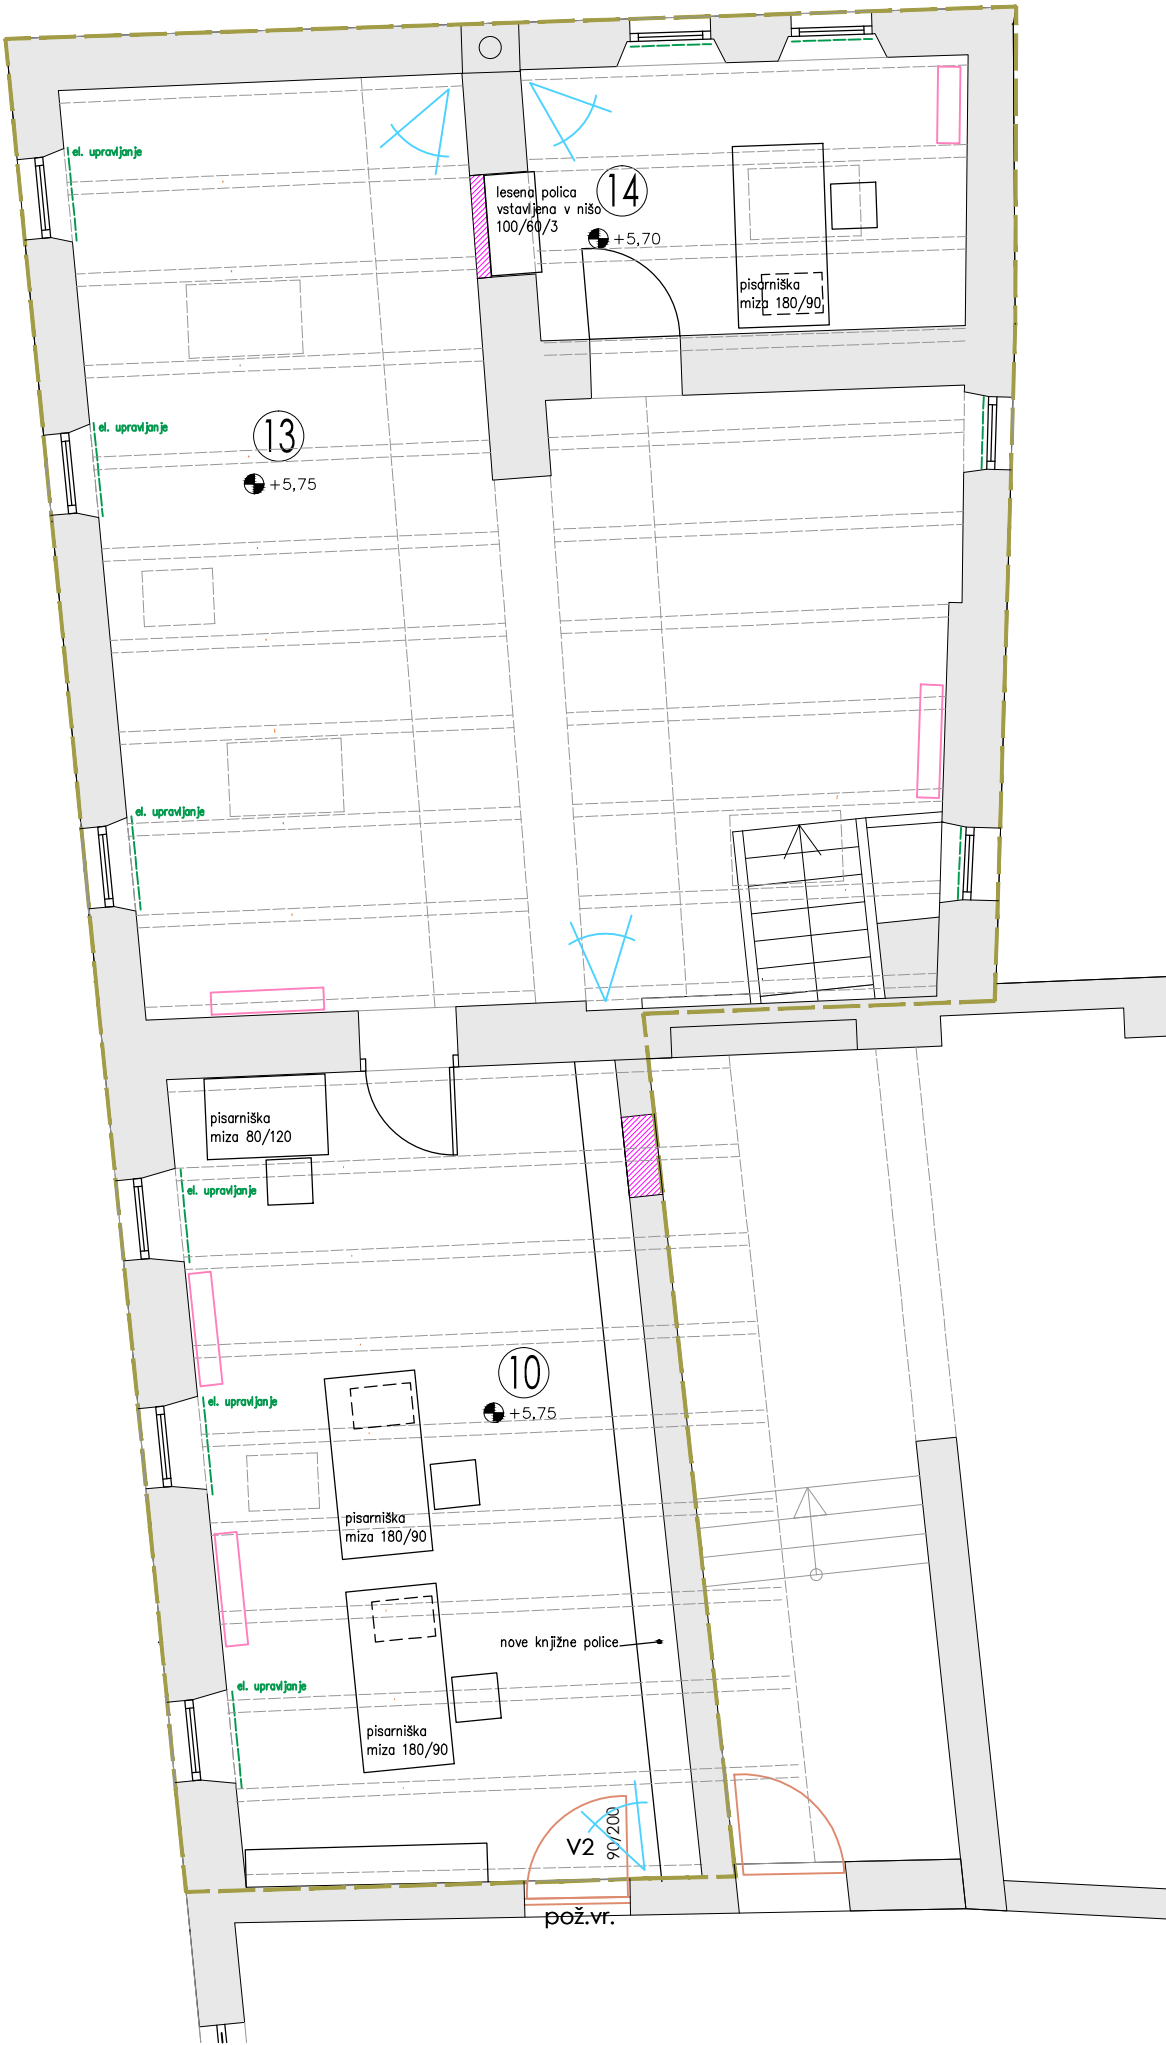 el. upravljanje
lesena polica
vstavljena v nišo
100/60/3
14
+5,70
pisarniška
miza 180/90
el. upravljanje
13
+5,75
el. upravljanje
pisarniška
miza 80/120
el. upravljanje
10
+5,75
el. upravljanje
pisarniška
miza 180/90
nove knjižne police
el. upravljanje
pisarniška
miza 180/90
V2
90/200
pož.vr.